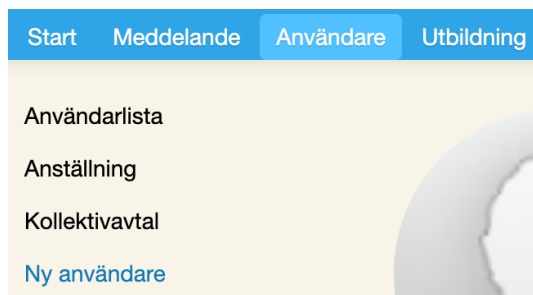 Start Meddelande Användare Utbildning
Användarlista
Anställning
Kollektivavtal
Ny användare